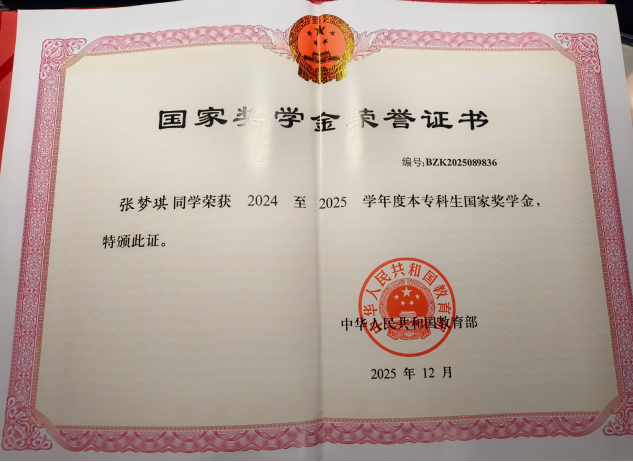 国家奖学金荣誉证书
编号:BZK2025089836
张梦琪同学荣获 2024 至 2025 学年度本专科生国家奖学金,
特颁此证。
中华人民共和国教育部
中华人民共和国教育部
2025 年 12 月